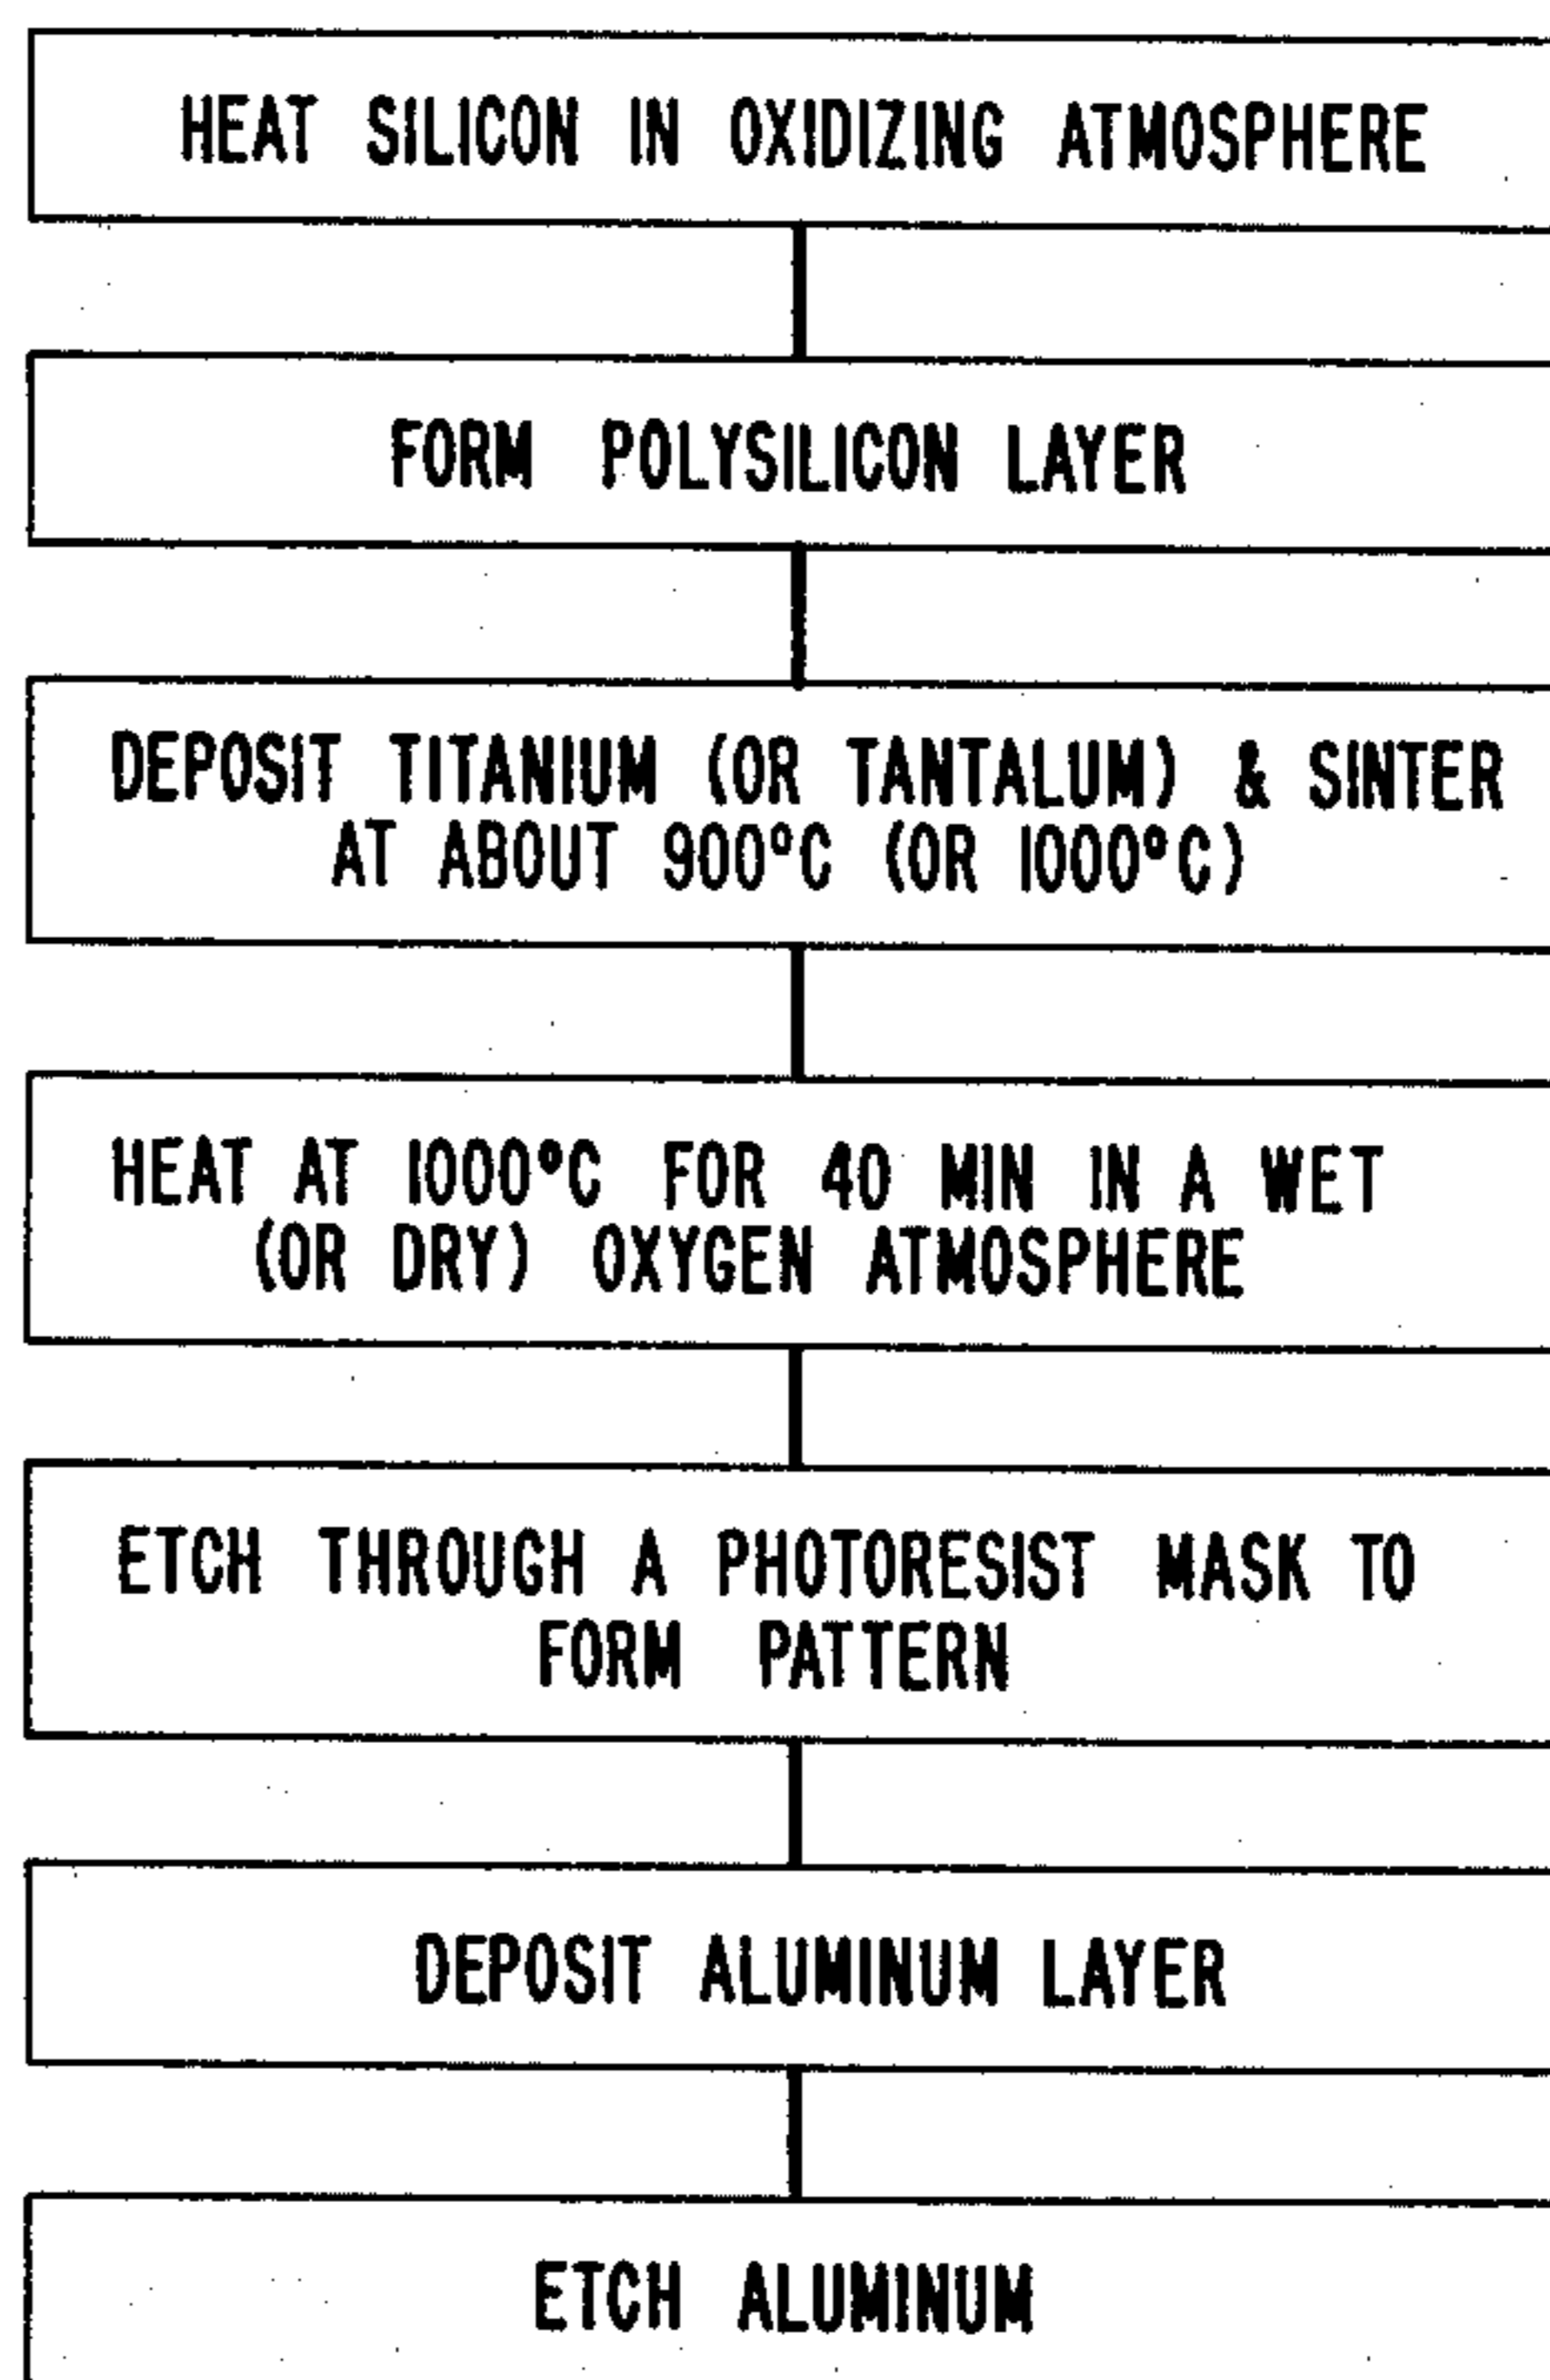 HEAT SILICON IN OXIDIZING ATMOSPHERE
FORM POLYSILICON LAYER
DEPOSIT TITANIUM (OR TANTALUM) & SINTER
AT ABOUT 900°C (OR 1000°C)
HEAT AT 1000°C FOR 40 MIN IN A WET
(OR DRY) OXYGEN ATMOSPHERE
ETCH THROUGH A PHOTORESIST MASK TO
FORM PATTERN
DEPOSIT ALUMINUM LAYER
ETCH ALUMINUM